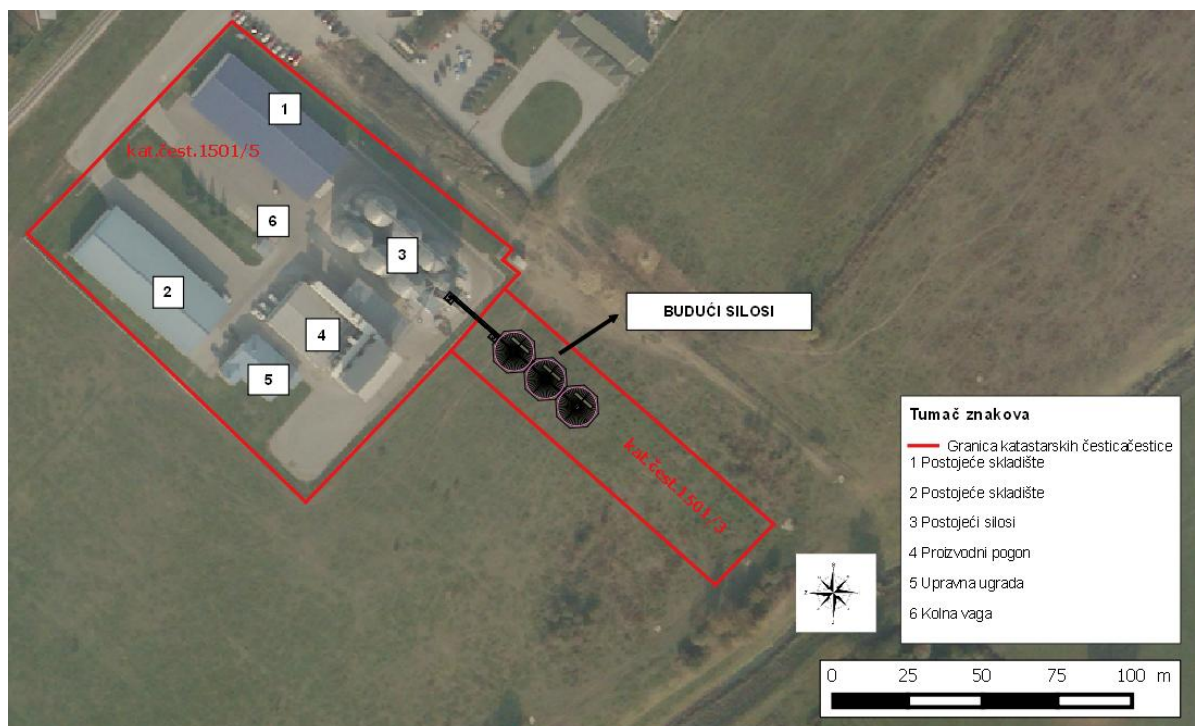 1
kat.čest.1501/5
6
3
2
4
5
BUDUĆI SILOSI
kat.čest.1501/3
Tumač znakova
Granica katastarskih česticačestice
1 Postojeće skladište
2 Postojeće skladište
3 Postojeći silosi
4 Proizvodni pogon
5 Upravna ugrada
6 Kolna vaga
0 25 50 75 100 m